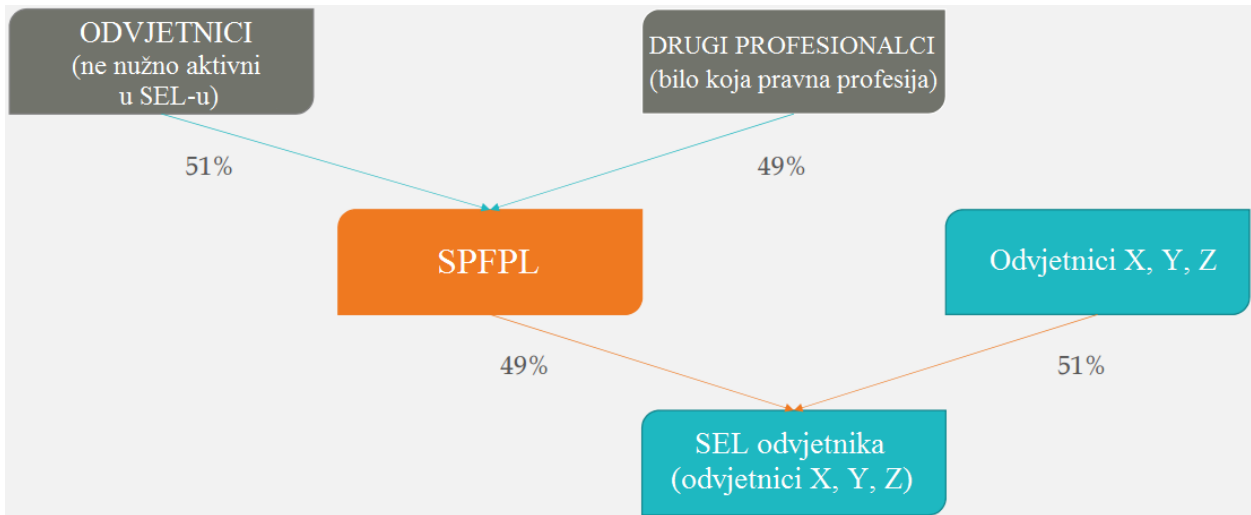 ODVJETNICI
(ne nužno aktivni
u SEL-u)
DRUGI PROFESIONALCI
(bilo koja pravna profesija)
51%
49%
SPFPL
Odvjetnici X, Y, Z
49%
51%
SEL odvjetnika
(odvjetnici X, Y, Z)